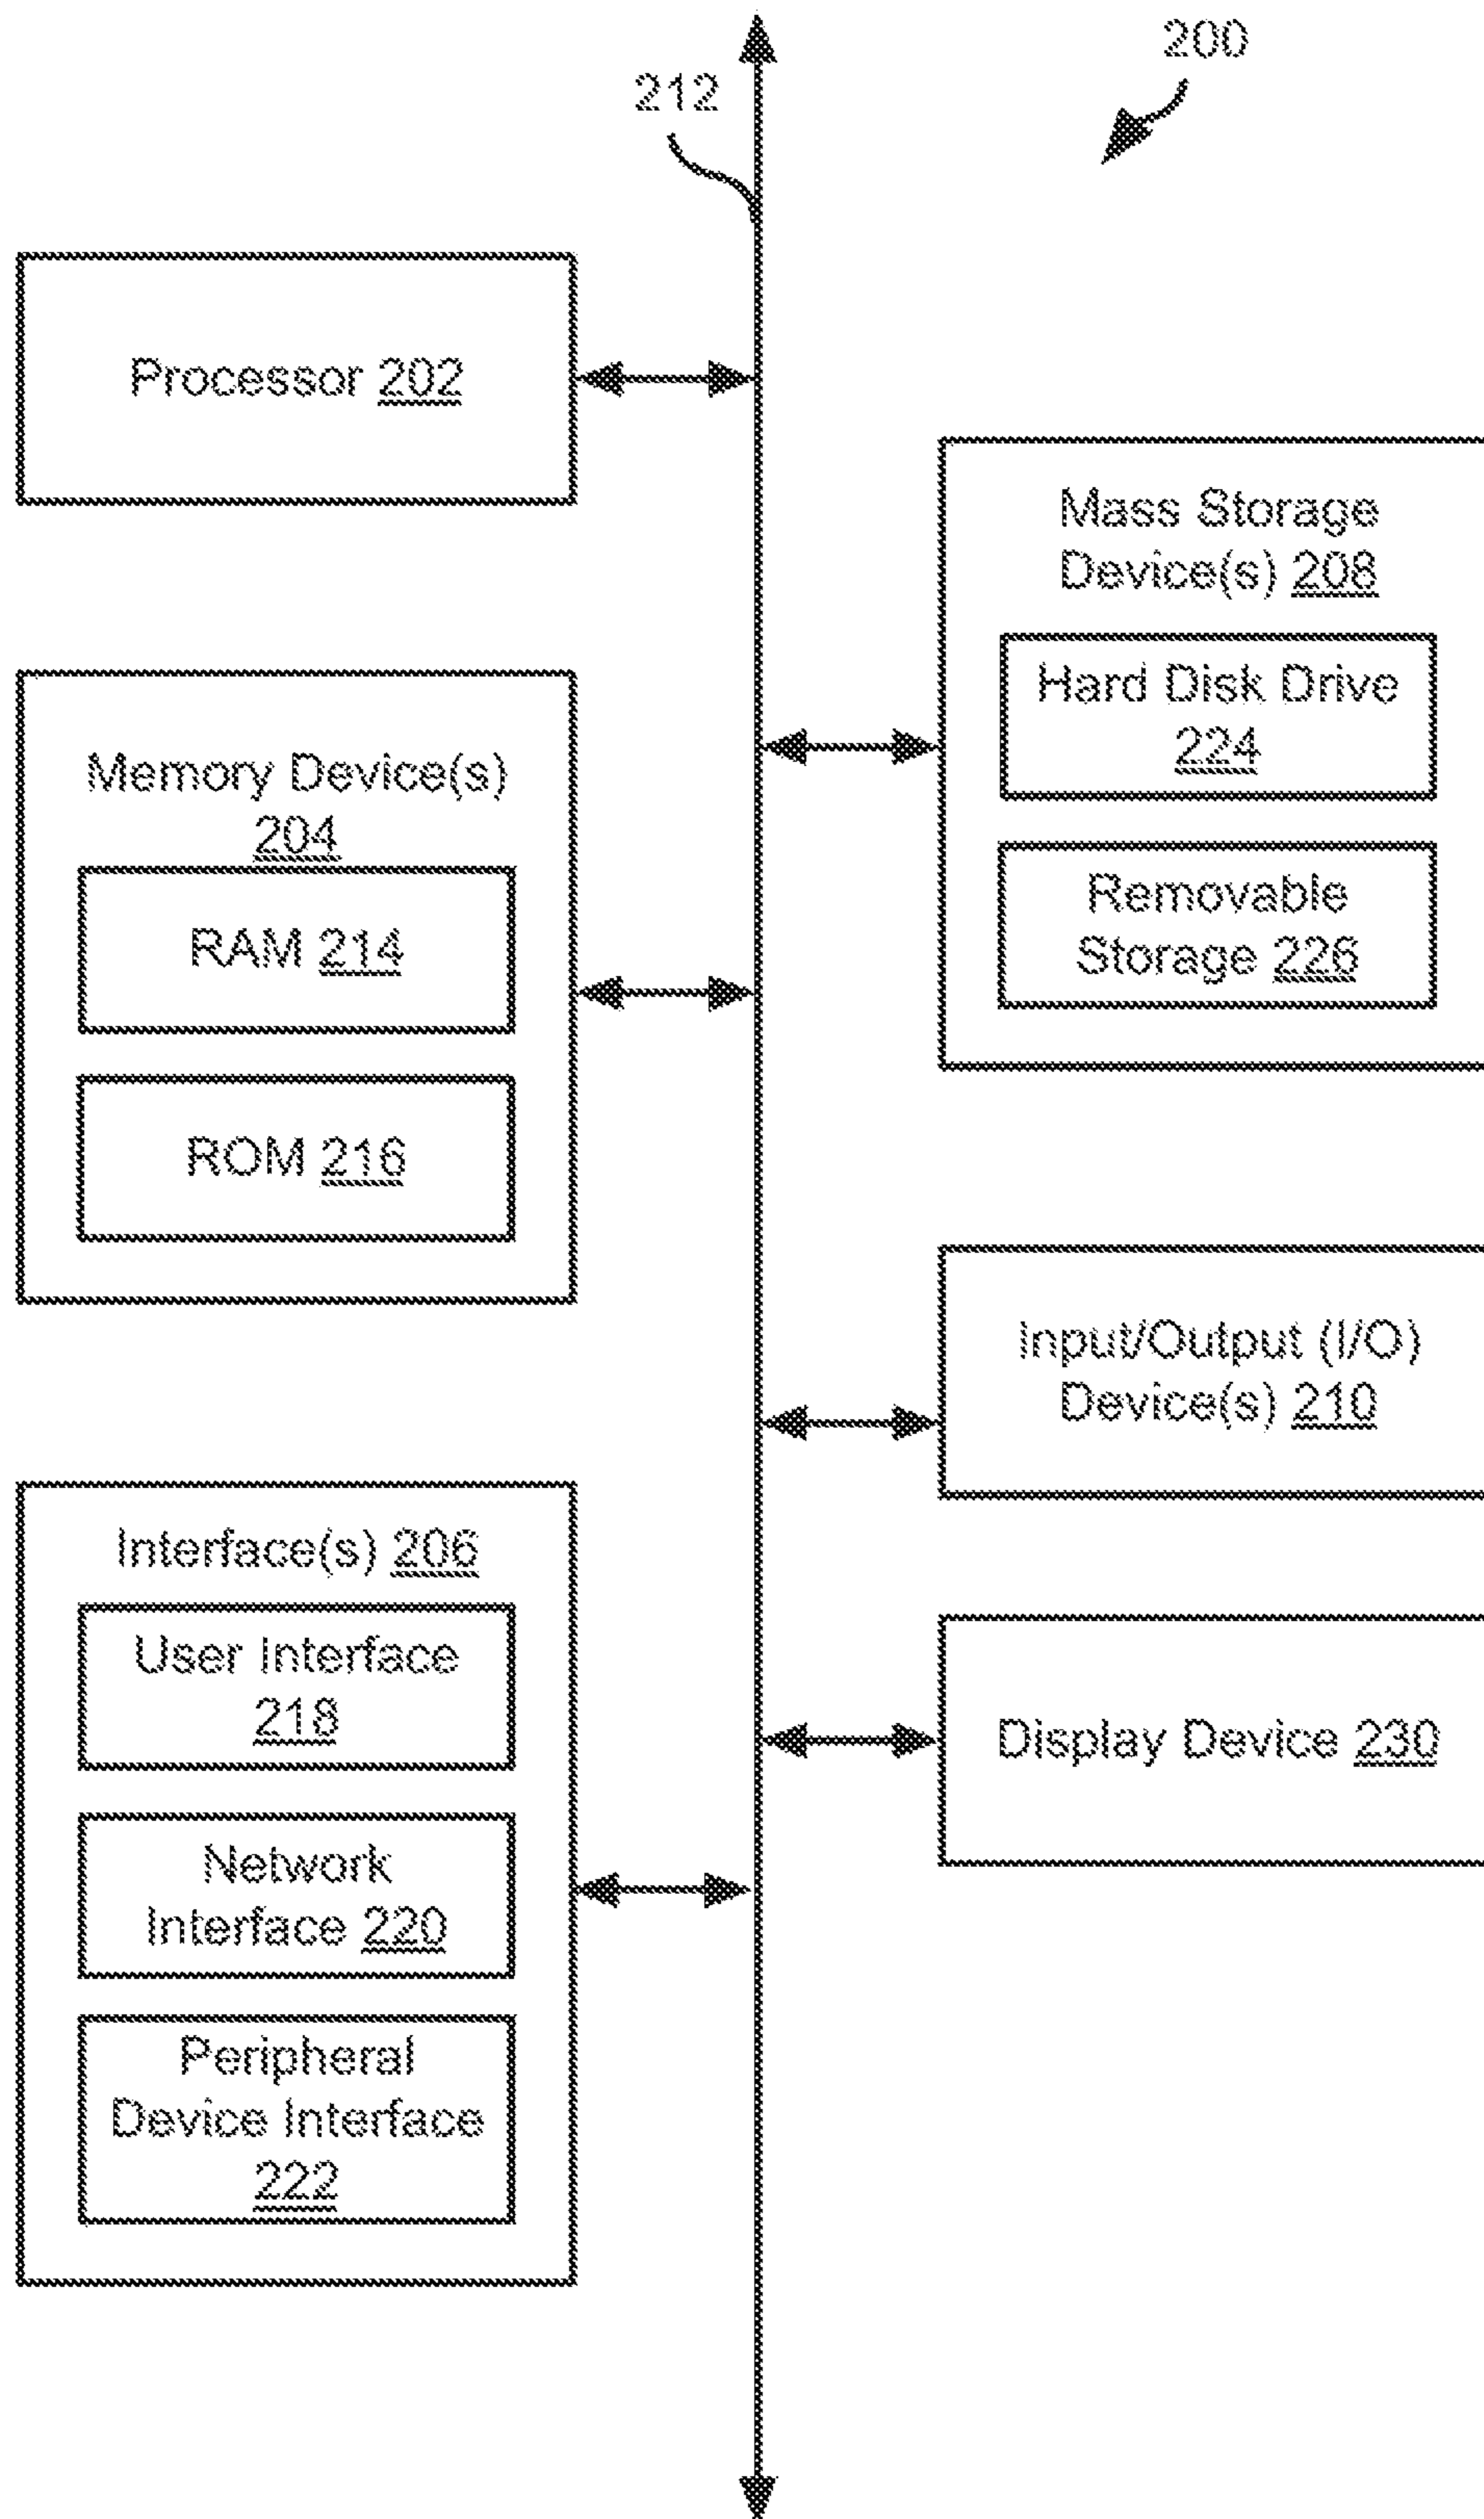 200
212
Processor 202
Mass Storage
Device(s) 208
Hard Disk Drive
224
Removable
Storage 226
Memory Device(s)
204
RAM 214
ROM 216
Input/Output (I/O)
Device(s) 210
Interface(s) 206
User Interface
218
Network
Interface 220
Peripheral
Device Interface
222
Display Device 230